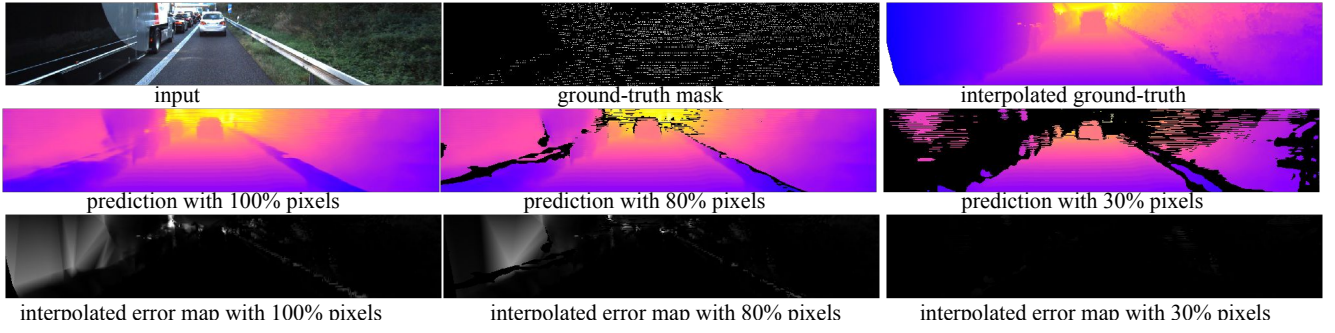 input ground-truth mask interpolated ground-truth
prediction with 100% pixels prediction with 80% pixels prediction with 30% pixels
interpolated error map with 100% pixels interpolated error map with 80% pixels interpolated error map with 30% pixels